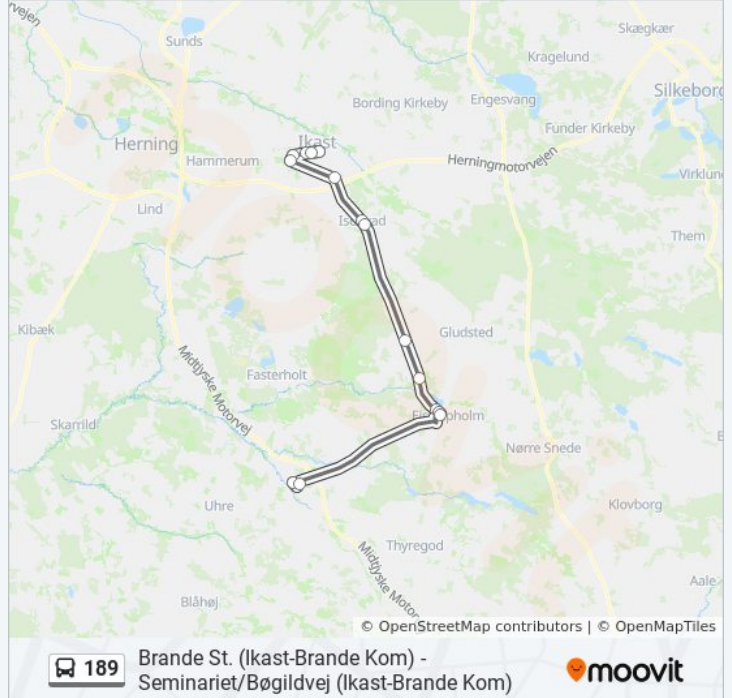 rvejen
Sunds
Skægkær
Kragelund
Silkeborg
Engesvang
Bording Kirkeby
Funder Kirkeby
Herning
Ikast
Hammerum
Herningmotorvejen
Virklund
Lind
Them
Kibæk
Gludsted
Midtjyske Motorvej
Fasterholt
Skarrild
Nørre Snede
Uhre
Klovborg
Thyregod
Midtjyske Motor
Aale
Blåhøj
© OpenStreetMap contributors | © OpenMapTiles
189
Brande St. (Ikast-Brande Kom) -
Seminariet/Bøgildvej (Ikast-Brande Kom)
moovit